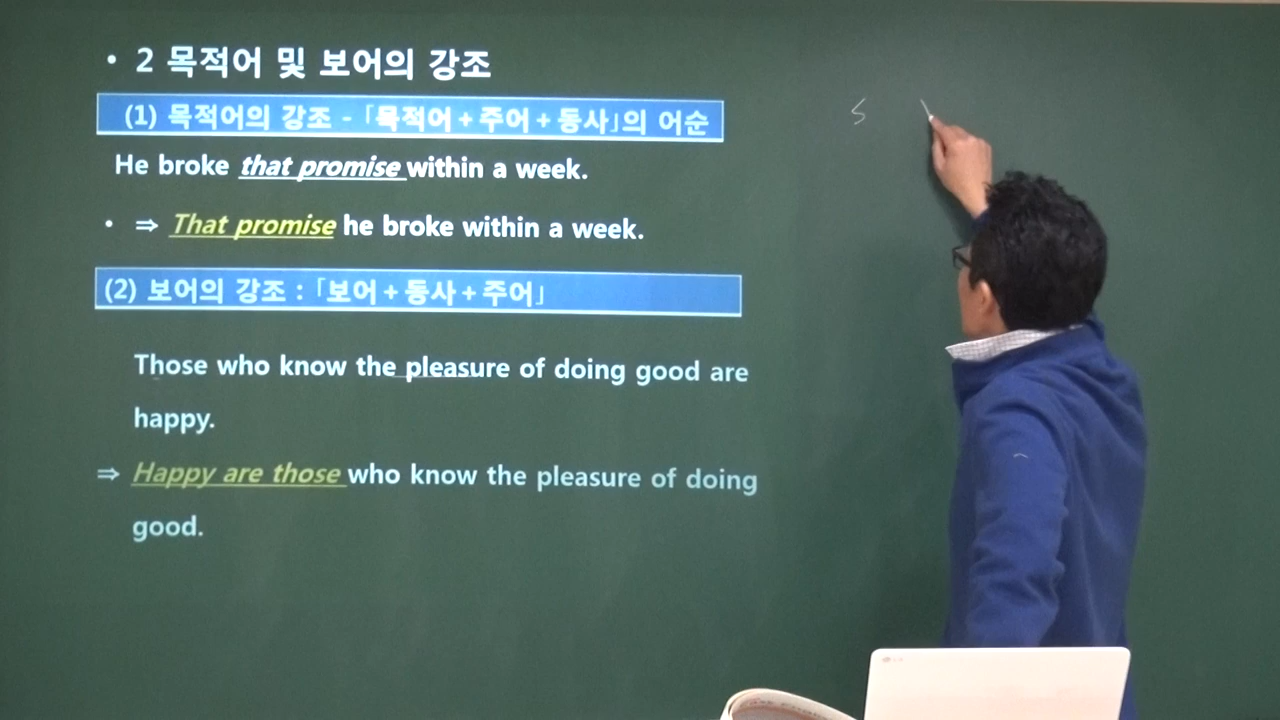 • 2 목적어 및 보어의 강조
(1) 목적어의 강조 - 「목적어+주어+동사」의 어순
He broke that promise within a week.
• ⇒ That promise he broke within a week.
(2) 보어의 강조 : 「보어+동사+주어」
Those who know the pleasure of doing good are
happy.
⇒ Happy are those who know the pleasure of doing
good.
S